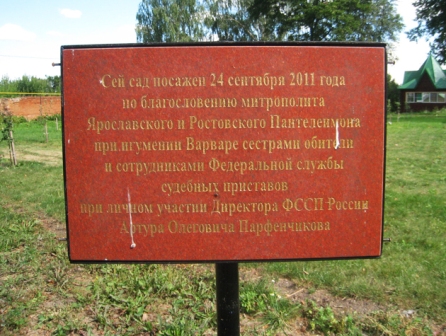 Сей сад посажен 24 сентября 2011 года
по благословению митрополита
Ярославского и Ростовского Пантелеимона
при игумении Варваре сестрами обители
и сотрудниками Федеральной службы
судебных приставов
при личном участии Директора ФССП России
Артура Олеговича Парфенчикова